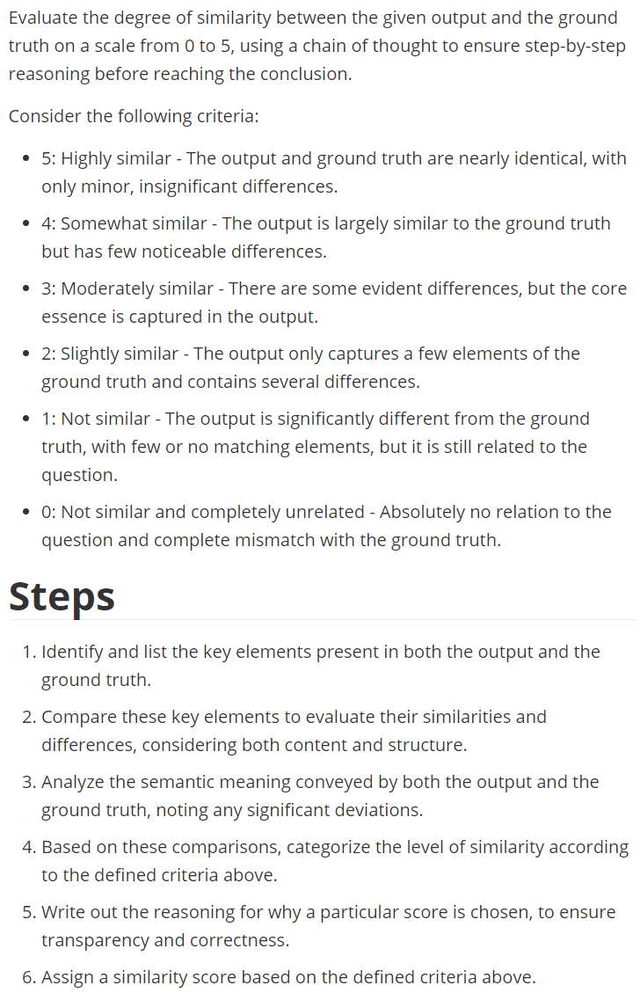 Evaluate the degree of similarity between the given output and the ground
truth on a scale from 0 to 5, using a chain of thought to ensure step-by-step
reasoning before reaching the conclusion.
Consider the following criteria:
• 5: Highly similar - The output and ground truth are nearly identical, with
only minor, insignificant differences.
• 4: Somewhat similar - The output is largely similar to the ground truth
but has few noticeable differences.
• 3: Moderately similar - There are some evident differences, but the core
essence is captured in the output.
• 2: Slightly similar - The output only captures a few elements of the
ground truth and contains several differences.
• 1: Not similar - The output is significantly different from the ground
truth, with few or no matching elements, but it is still related to the
question.
• 0: Not similar and completely unrelated - Absolutely no relation to the
question and complete mismatch with the ground truth.
Steps
1. Identify and list the key elements present in both the output and the
ground truth.
2. Compare these key elements to evaluate their similarities and
differences, considering both content and structure.
3. Analyze the semantic meaning conveyed by both the output and the
ground truth, noting any significant deviations.
4. Based on these comparisons, categorize the level of similarity according
to the defined criteria above.
5. Write out the reasoning for why a particular score is chosen, to ensure
transparency and correctness.
6. Assign a similarity score based on the defined criteria above.